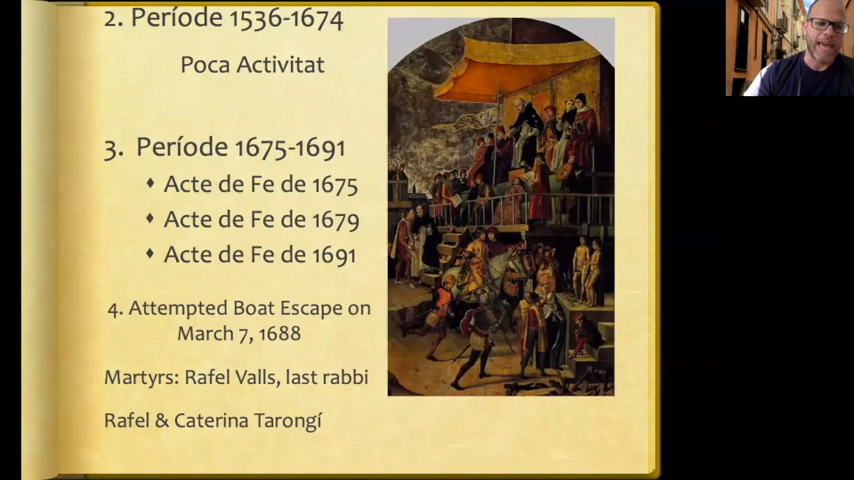 2. Període 1536-1674
Poca Activitat
3. Període 1675-1691
♦ Acte de Fe de 1675
♦ Acte de Fe de 1679
♦ Acte de Fe de 1691
4. Attempted Boat Escape on
March 7, 1688
Martyrs: Rafel Valls, last rabbi
Rafel & Caterina Tarongí